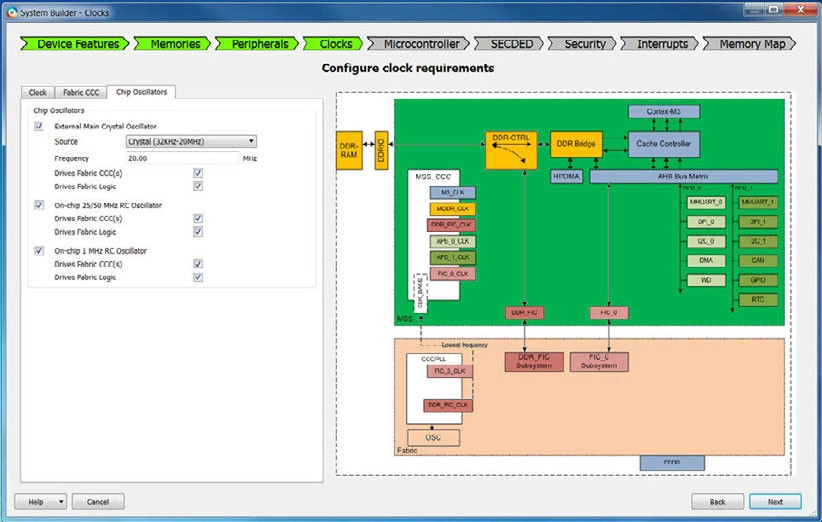 System Builder - Clocks
Device Features
Memories
Peripherals
Clocks
Microcontroller
SECDED
Security
Interrupts
Memory Map
Configure clock requirements
Clock
Fabric CCC
Chip Oscillators
Chip Oscillators
External Main Crystal Oscillator
Source
Crystal (32KHz-20MHz)
Frequency
20.00
MHz
Drives Fabric CCC(s)
Drives Fabric Logic
On-chip 25/50 MHz RC Oscillator
Drives Fabric CCC(s)
Drives Fabric Logic
On-chip 1 MHz RC Oscillator
Drives Fabric CCC(s)
Drives Fabric Logic
Cortex-M3
DDR-
RAM
DDRIO
DDR-CTRL
DDR Bridge
Cache Controller
HPDMA
AHB Bus Matrix
MSS_CCC
M3_CLK
MDDR_CLK
DDR_FIC_CLK
APB_0_CLK
APB_1_CLK
FIC_0_CLK
CLK_BASE
MMUART_0
SPI_0
I2C_0
DMA
WD
MMUART_1
SPI_1
I2C_1
CAN
GPIO
RTC
DDR_FIC
FIC_0
MSS
Lowest frequency
CCC/PLL
FIC_0_CLK
DDR_FIC_CLK
OSC
DDR_FIC
Subsystem
FIC_0
Subsystem
Fabric
Help
Cancel
Back
Next